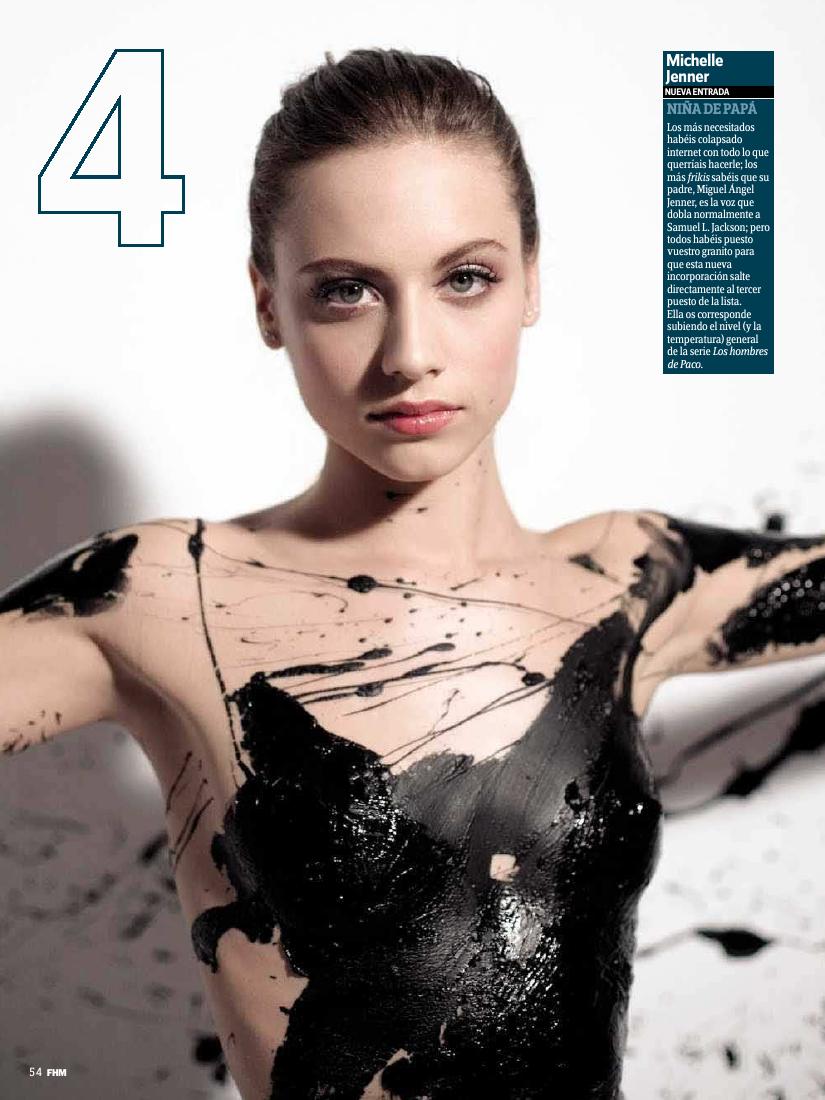 4
Michelle
Jenner
NUEVA ENTRADA
NIÑA DE PAPÁ
Los más necesitados
habéis colapsado
internet con todo lo que
querríais hacerle; los
más frikis sabéis que su
padre, Miguel Ángel
Jenner, es la voz que
dobla normalmente a
Samuel L. Jackson; pero
todos habéis puesto
vuestro granito para
que esta nueva
incorporación salte
directamente al tercer
puesto de la lista.
Ella os corresponde
subiendo el nivel (y la
temperatura) general
de la serie Los hombres
de Paco.
54 FHM